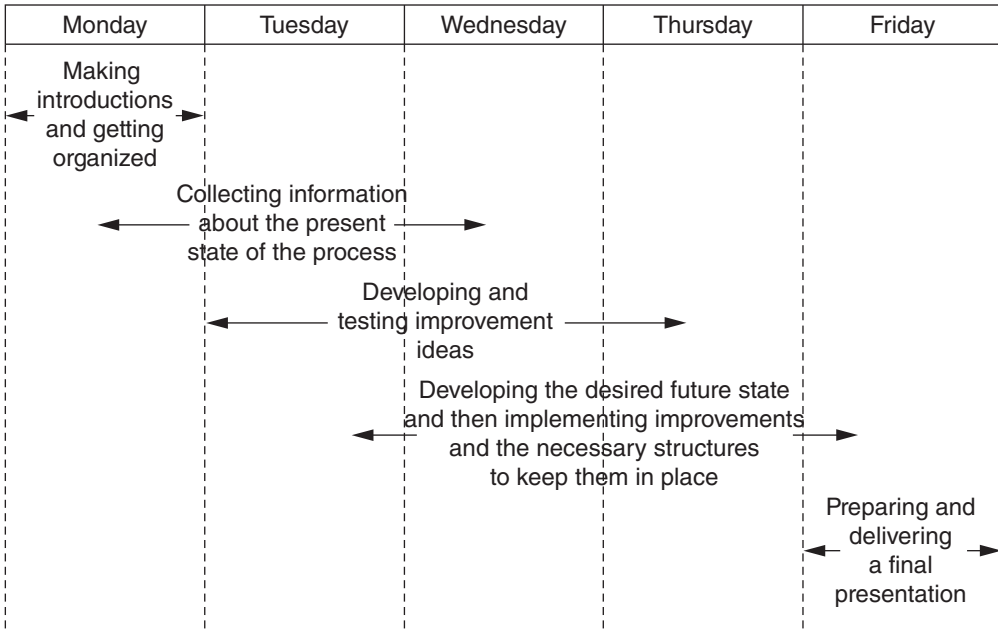 Monday Tuesday Wednesday Thursday Friday
Making
introductions
and getting
organized
Collecting information
about the present
state of the process
Developing and
testing improvement
ideas
Developing the desired future state
and then implementing improvements
and the necessary structures
to keep them in place
Preparing and
delivering
a final
presentation